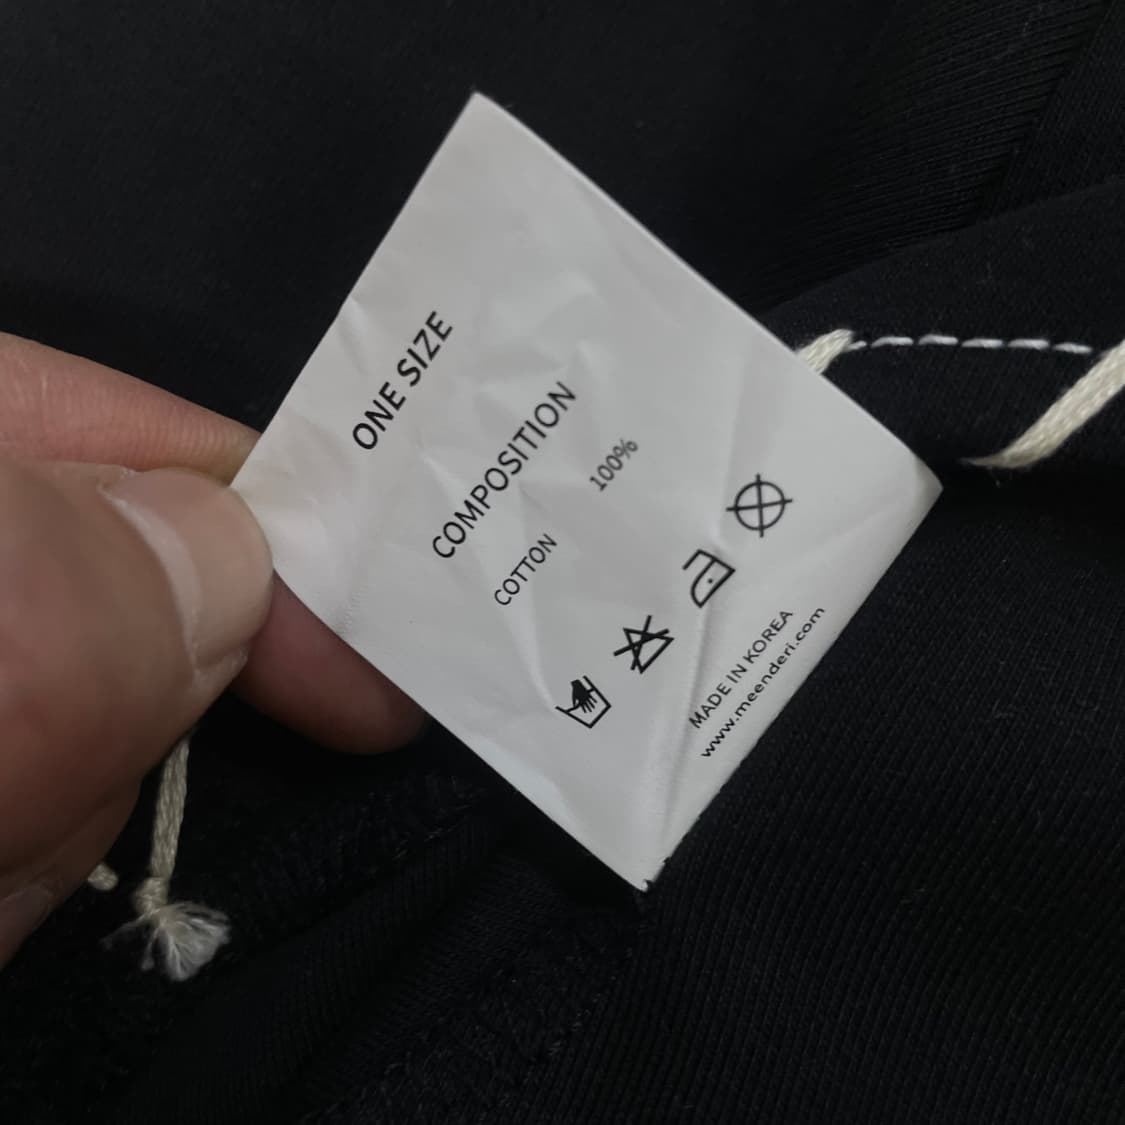 ONE SIZE
COMPOSITION
COTTON 100%
MADE IN KOREA
www.meenderi.com